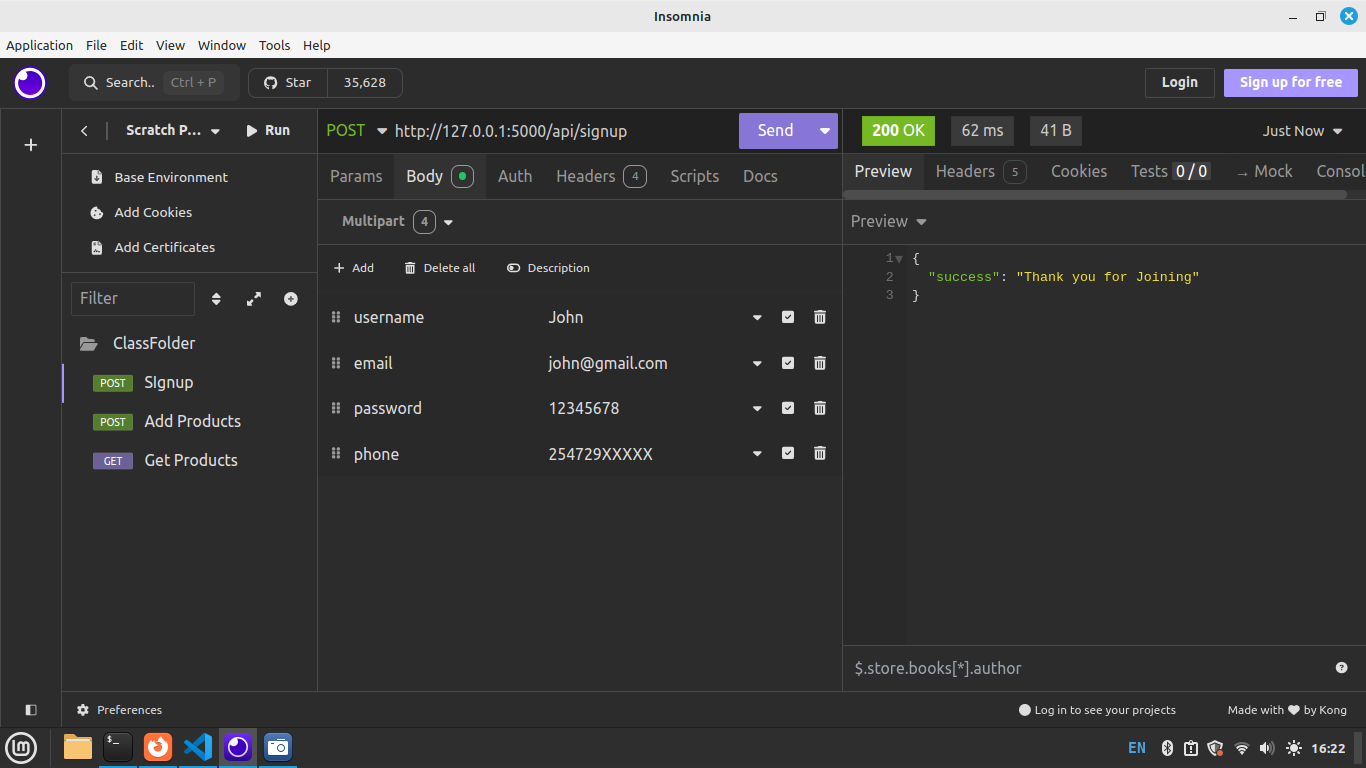 Insomnia
Application File Edit View Window Tools Help
Search.. Ctrl + P Star 35,628 Login Sign up for free
Scratch P... Run
Base Environment
Add Cookies
Add Certificates
Filter
ClassFolder
POST SIgnup
POST Add Products
GET Get Products
POST http://127.0.0.1:5000/api/signup Send
Params Body Auth Headers 4 Scripts Docs
Multipart 4
Add Delete all Description
username John
email john@gmail.com
password 12345678
phone 254729XXXXX
200 OK 62 ms 41 B Just Now
Preview Headers 5 Cookies Tests 0 / 0 → Mock Consol
Preview
1 {
2 "success": "Thank you for Joining"
3 }
$.store.books[*].author
Preferences Log in to see your projects Made with ❤ by Kong
EN 16:22